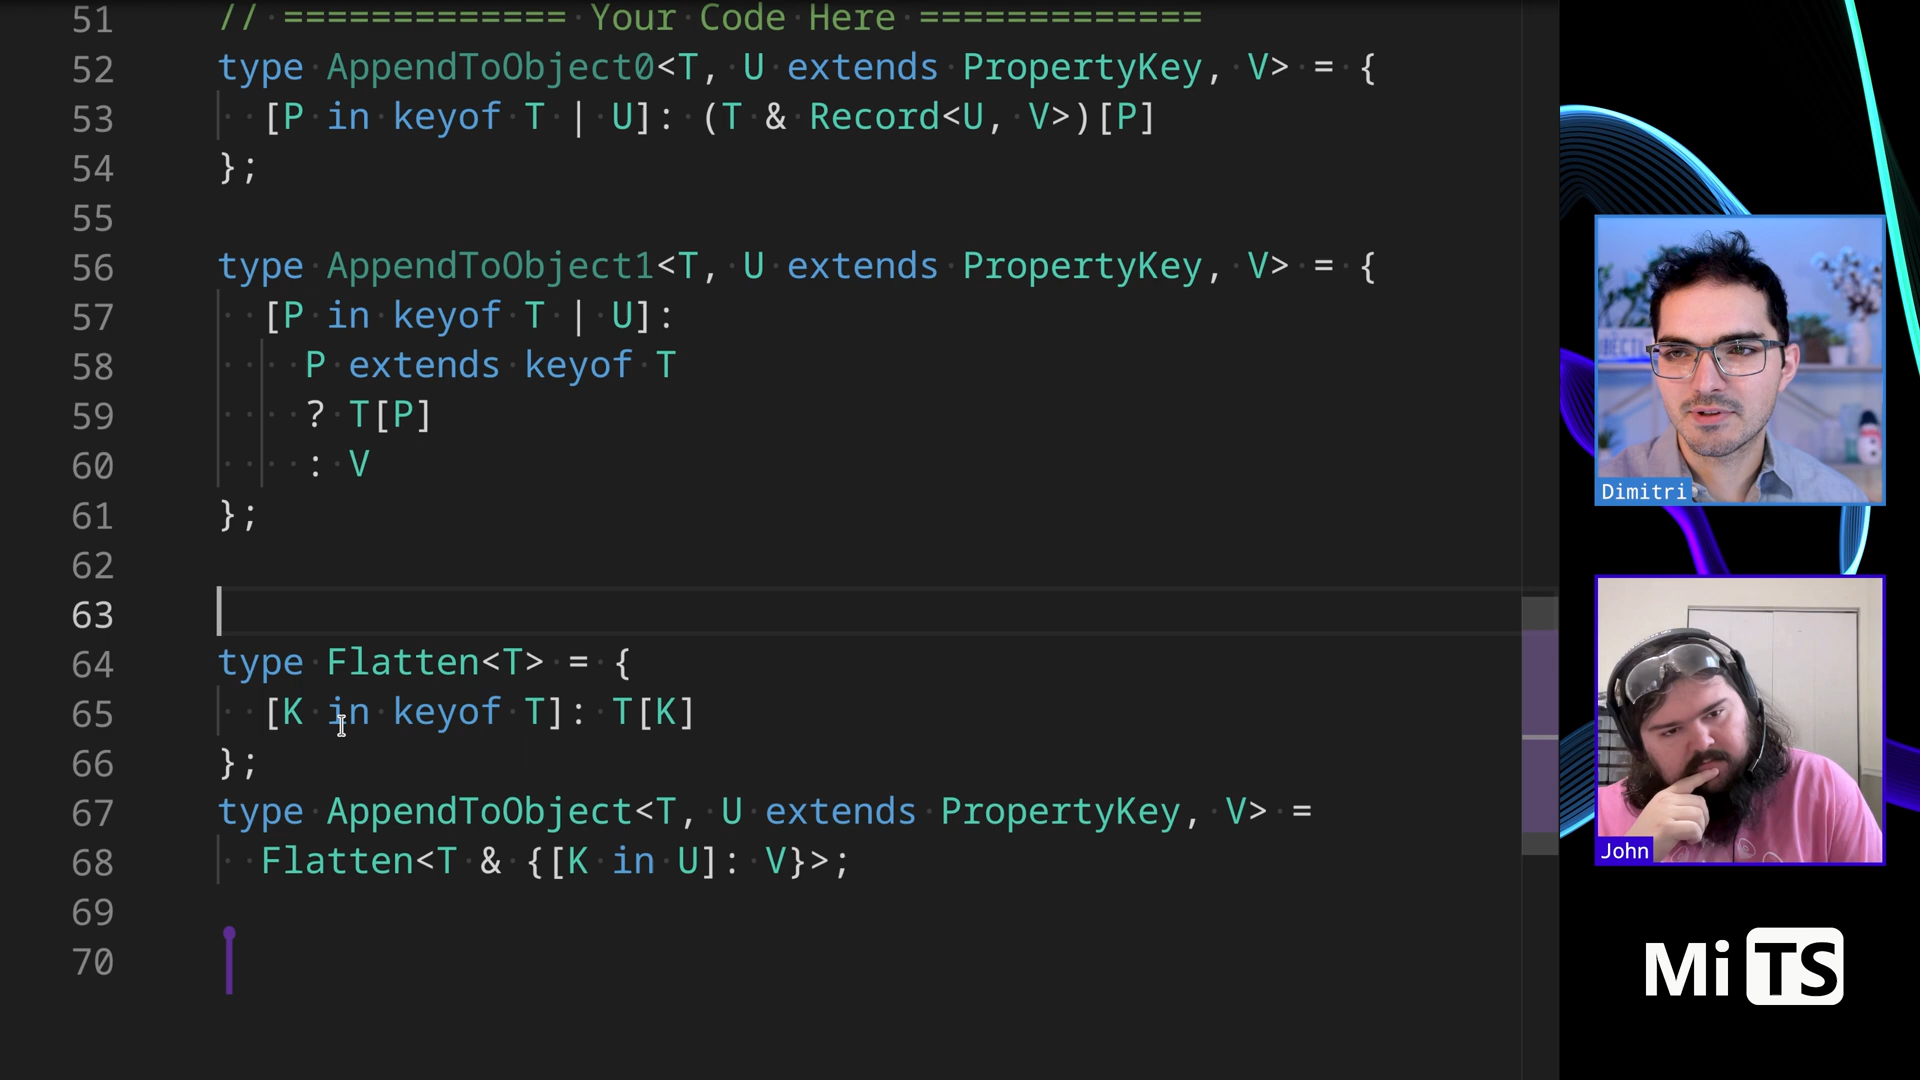 51 // ============= Your Code Here =============
52 type AppendToObject0<T, U extends PropertyKey, V> = {
53 [P in keyof T | U]: (T & Record<U, V>)[P]
54 };
55
56 type AppendToObject1<T, U extends PropertyKey, V> = {
57 [P in keyof T | U]:
58 P extends keyof T
59 ? T[P]
60 : V
61 };
62
63
64 type Flatten<T> = {
65 [K in keyof T]: T[K]
66 };
67 type AppendToObject<T, U extends PropertyKey, V> =
68 Flatten<T & {[K in U]: V}>;
69
70
Dimitri
John
Mi TS